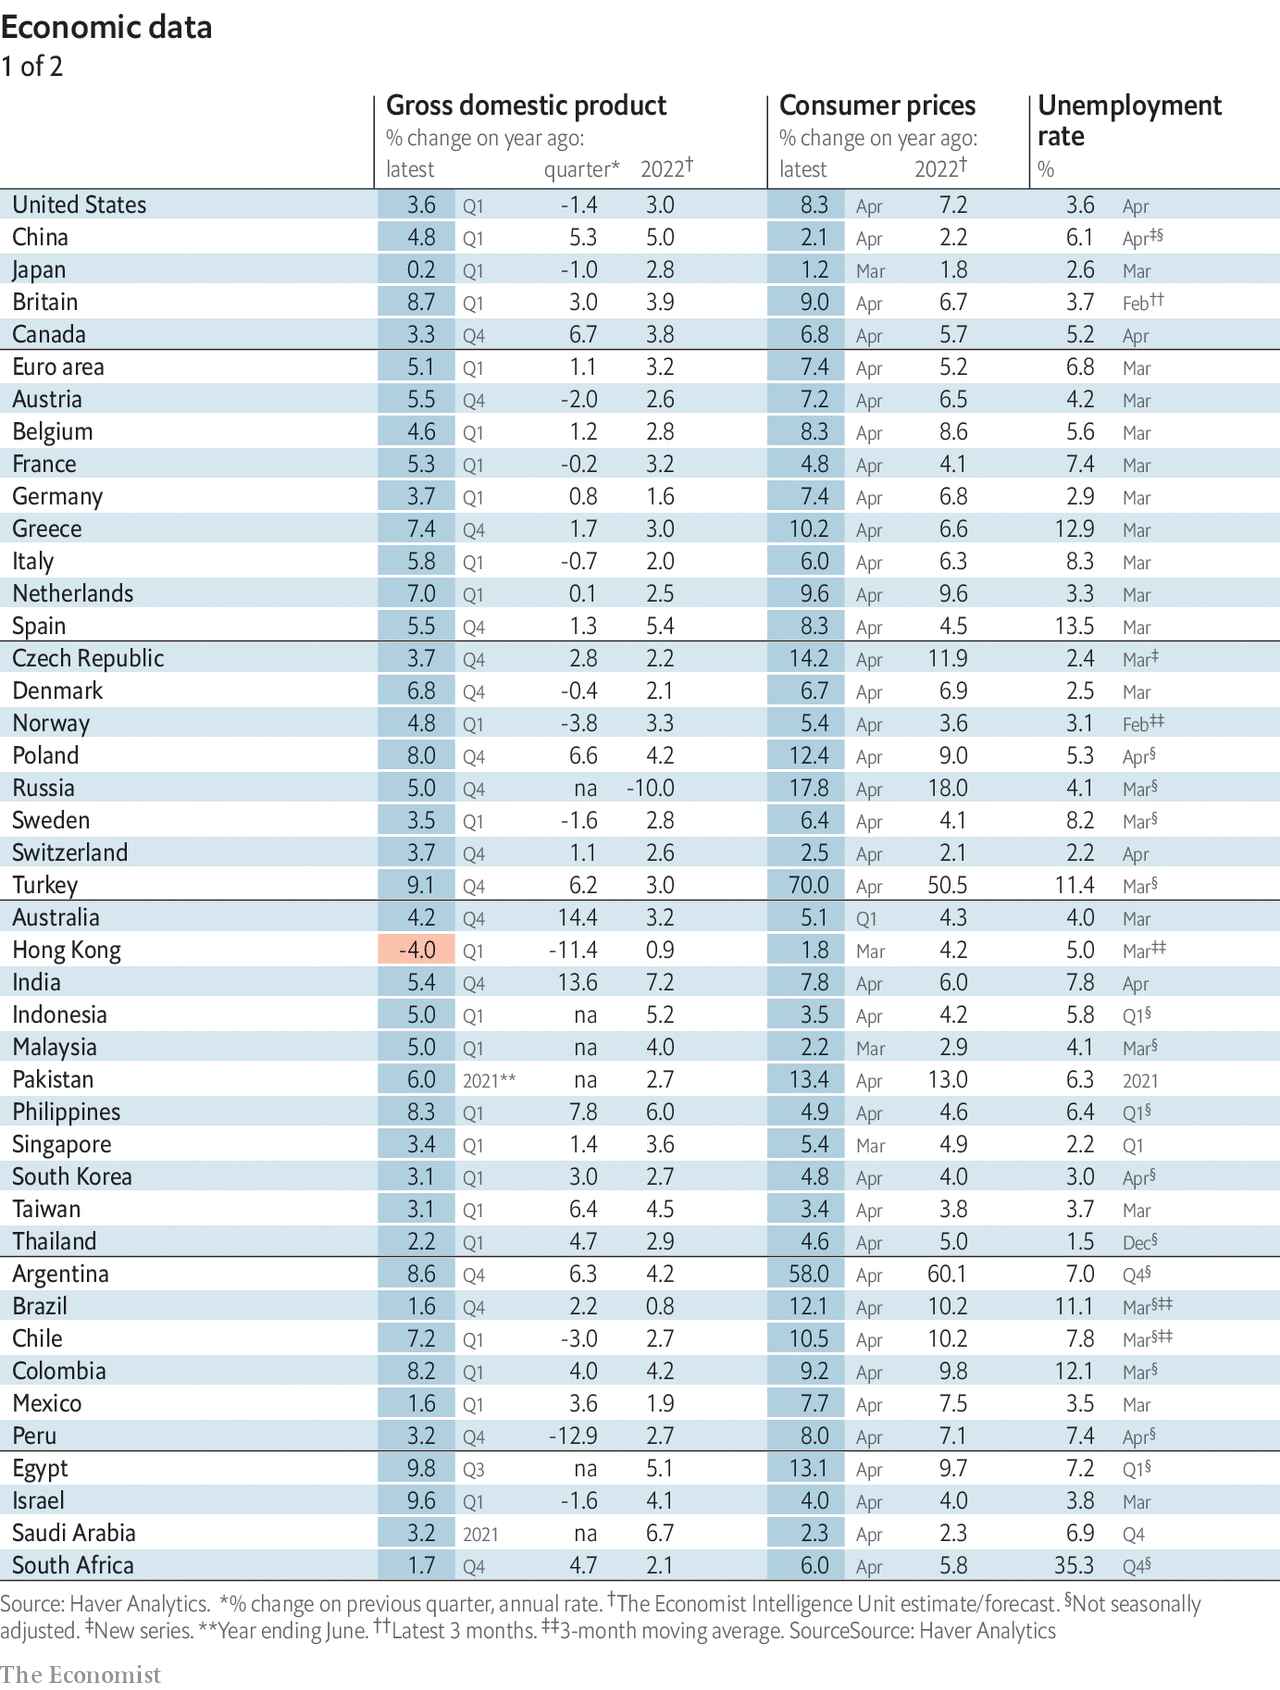 Economic data
1 of 2
Gross domestic product Consumer prices Unemployment
% change on year ago: % change on year ago: rate
latest quarter* 2022† latest 2022† %
United States 3.6 Q1 -1.4 3.0 8.3 Apr 7.2 3.6 Apr
China 4.8 Q1 5.3 5.0 2.1 Apr 2.2 6.1 Apr‡§
Japan 0.2 Q1 -1.0 2.8 1.2 Mar 1.8 2.6 Mar
Britain 8.7 Q1 3.0 3.9 9.0 Apr 6.7 3.7 Feb††
Canada 3.3 Q4 6.7 3.8 6.8 Apr 5.7 5.2 Apr
Euro area 5.1 Q1 1.1 3.2 7.4 Apr 5.2 6.8 Mar
Austria 5.5 Q4 -2.0 2.6 7.2 Apr 6.5 4.2 Mar
Belgium 4.6 Q1 1.2 2.8 8.3 Apr 8.6 5.6 Mar
France 5.3 Q1 -0.2 3.2 4.8 Apr 4.1 7.4 Mar
Germany 3.7 Q1 0.8 1.6 7.4 Apr 6.8 2.9 Mar
Greece 7.4 Q4 1.7 3.0 10.2 Apr 6.6 12.9 Mar
Italy 5.8 Q1 -0.7 2.0 6.0 Apr 6.3 8.3 Mar
Netherlands 7.0 Q1 0.1 2.5 9.6 Apr 9.6 3.3 Mar
Spain 5.5 Q4 1.3 5.4 8.3 Apr 4.5 13.5 Mar
Czech Republic 3.7 Q4 2.8 2.2 14.2 Apr 11.9 2.4 Mar‡
Denmark 6.8 Q4 -0.4 2.1 6.7 Apr 6.9 2.5 Mar
Norway 4.8 Q1 -3.8 3.3 5.4 Apr 3.6 3.1 Feb‡‡
Poland 8.0 Q4 6.6 4.2 12.4 Apr 9.0 5.3 Apr§
Russia 5.0 Q4 na -10.0 17.8 Apr 18.0 4.1 Mar§
Sweden 3.5 Q1 -1.6 2.8 6.4 Apr 4.1 8.2 Mar§
Switzerland 3.7 Q4 1.1 2.6 2.5 Apr 2.1 2.2 Apr
Turkey 9.1 Q4 6.2 3.0 70.0 Apr 50.5 11.4 Mar§
Australia 4.2 Q4 14.4 3.2 5.1 Q1 4.3 4.0 Mar
Hong Kong -4.0 Q1 -11.4 0.9 1.8 Mar 4.2 5.0 Mar‡‡
India 5.4 Q4 13.6 7.2 7.8 Apr 6.0 7.8 Apr
Indonesia 5.0 Q1 na 5.2 3.5 Apr 4.2 5.8 Q1§
Malaysia 5.0 Q1 na 4.0 2.2 Mar 2.9 4.1 Mar§
Pakistan 6.0 2021** na 2.7 13.4 Apr 13.0 6.3 2021
Philippines 8.3 Q1 7.8 6.0 4.9 Apr 4.6 6.4 Q1§
Singapore 3.4 Q1 1.4 3.6 5.4 Mar 4.9 2.2 Q1
South Korea 3.1 Q1 3.0 2.7 4.8 Apr 4.0 3.0 Apr§
Taiwan 3.1 Q1 6.4 4.5 3.4 Apr 3.8 3.7 Mar
Thailand 2.2 Q1 4.7 2.9 4.6 Apr 5.0 1.5 Dec§
Argentina 8.6 Q4 6.3 4.2 58.0 Apr 60.1 7.0 Q4§
Brazil 1.6 Q4 2.2 0.8 12.1 Apr 10.2 11.1 Mar§‡‡
Chile 7.2 Q1 -3.0 2.7 10.5 Apr 10.2 7.8 Mar§‡‡
Colombia 8.2 Q1 4.0 4.2 9.2 Apr 9.8 12.1 Mar§
Mexico 1.6 Q1 3.6 1.9 7.7 Apr 7.5 3.5 Mar
Peru 3.2 Q4 -12.9 2.7 8.0 Apr 7.1 7.4 Apr§
Egypt 9.8 Q3 na 5.1 13.1 Apr 9.7 7.2 Q1§
Israel 9.6 Q1 -1.6 4.1 4.0 Apr 4.0 3.8 Mar
Saudi Arabia 3.2 2021 na 6.7 2.3 Apr 2.3 6.9 Q4
South Africa 1.7 Q4 4.7 2.1 6.0 Apr 5.8 35.3 Q4§
Source: Haver Analytics. *% change on previous quarter, annual rate. †The Economist Intelligence Unit estimate/forecast. §Not seasonally
adjusted. ‡New series. **Year ending June. ††Latest 3 months. ‡‡3-month moving average. SourceSource: Haver Analytics
The Economist